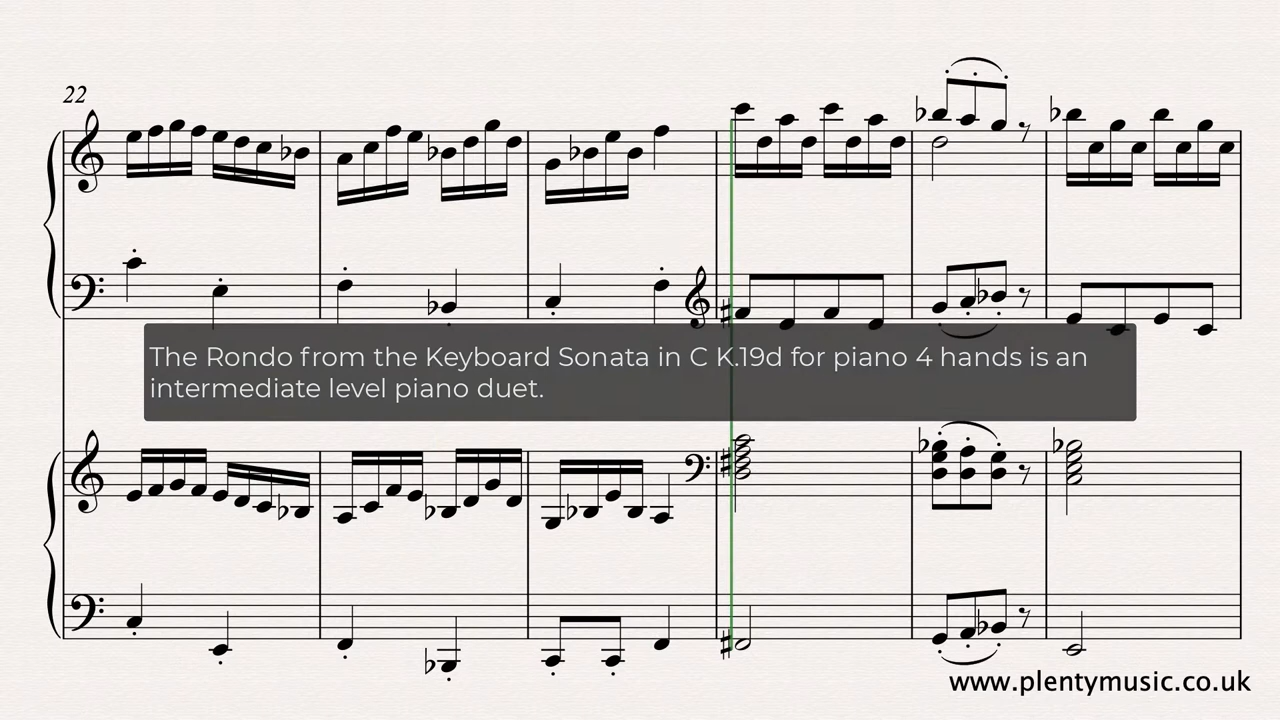 22
The Rondo from the Keyboard Sonata in C K.19d for piano 4 hands is an
intermediate level piano duet.
www.plentymusic.co.uk